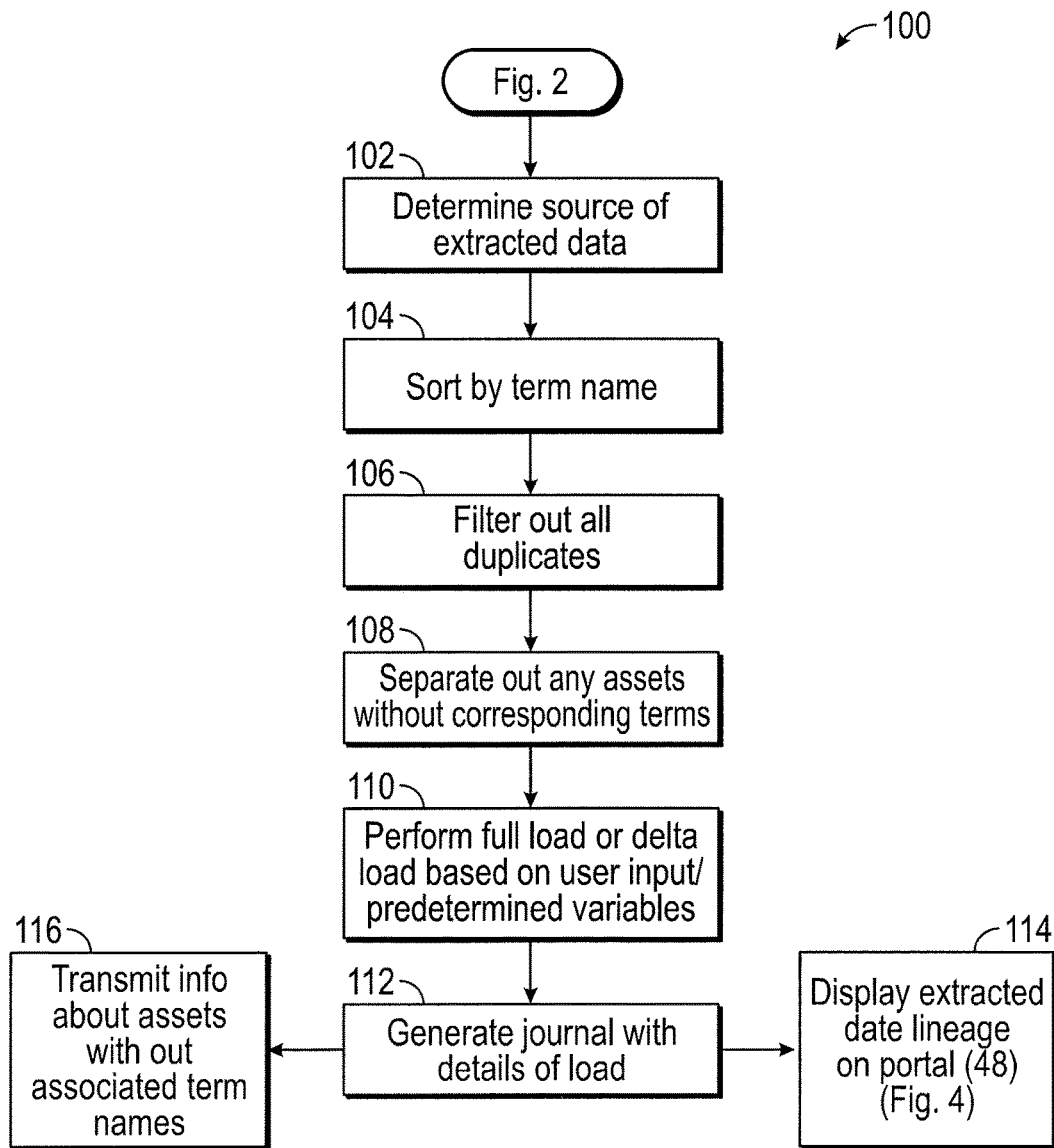 100
Fig. 2
102
Determine source of
extracted data
104
Sort by term name
106
Filter out all
duplicates
108
Separate out any assets
without corresponding terms
110
Perform full load or delta
load based on user input/
predetermined variables
116
Transmit info
about assets
with out
associated term
names
112
Generate journal with
details of load
114
Display extracted
date lineage
on portal (48)
(Fig. 4)